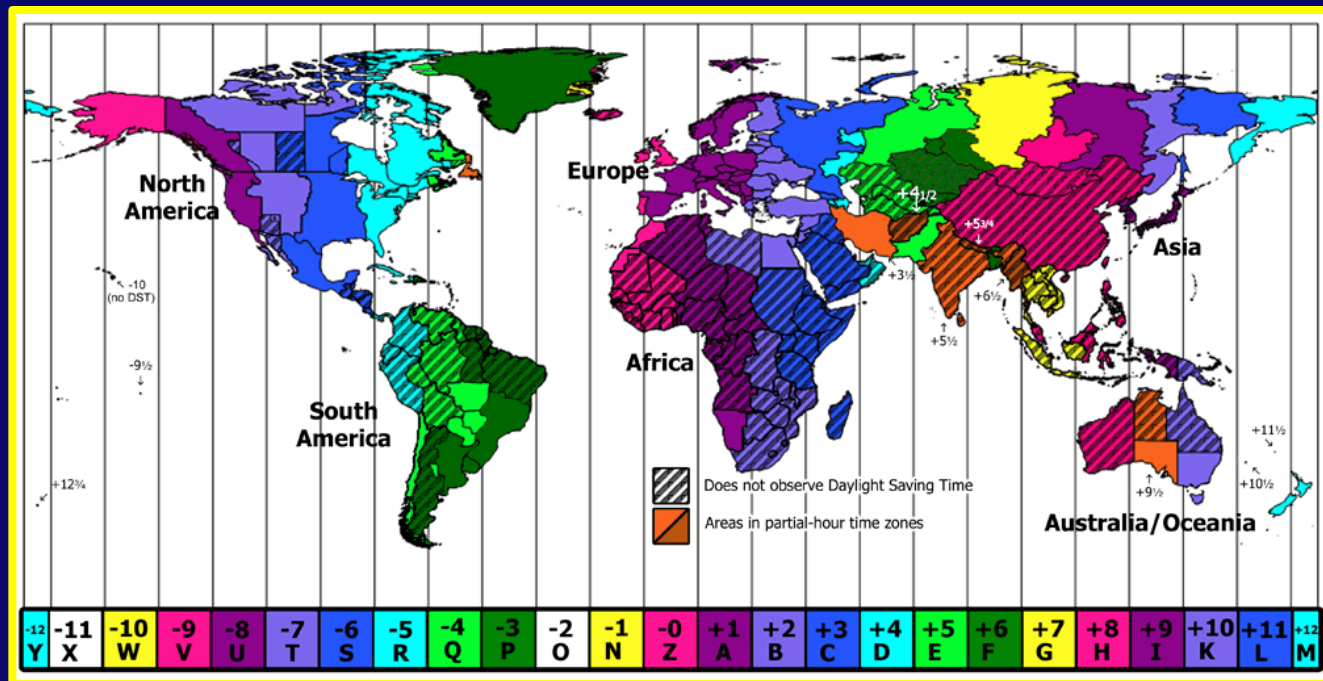 North
America
-10
(no DST)
-9½
+12¾
South
America
Europe
Africa
+4 1/2
+5 3/4
+3½
+6½
+5½
Asia
Does not observe Daylight Saving Time
Areas in partial-hour time zones
+11½
+10½
+9½
Australia/Oceania
-12 -11 -10 -9 -8 -7 -6 -5 -4 -3 -2 -1 -0 +1 +2 +3 +4 +5 +6 +7 +8 +9 +10 +11 +12
Y X W V U T S R Q P O N Z A B C D E F G H I K L M